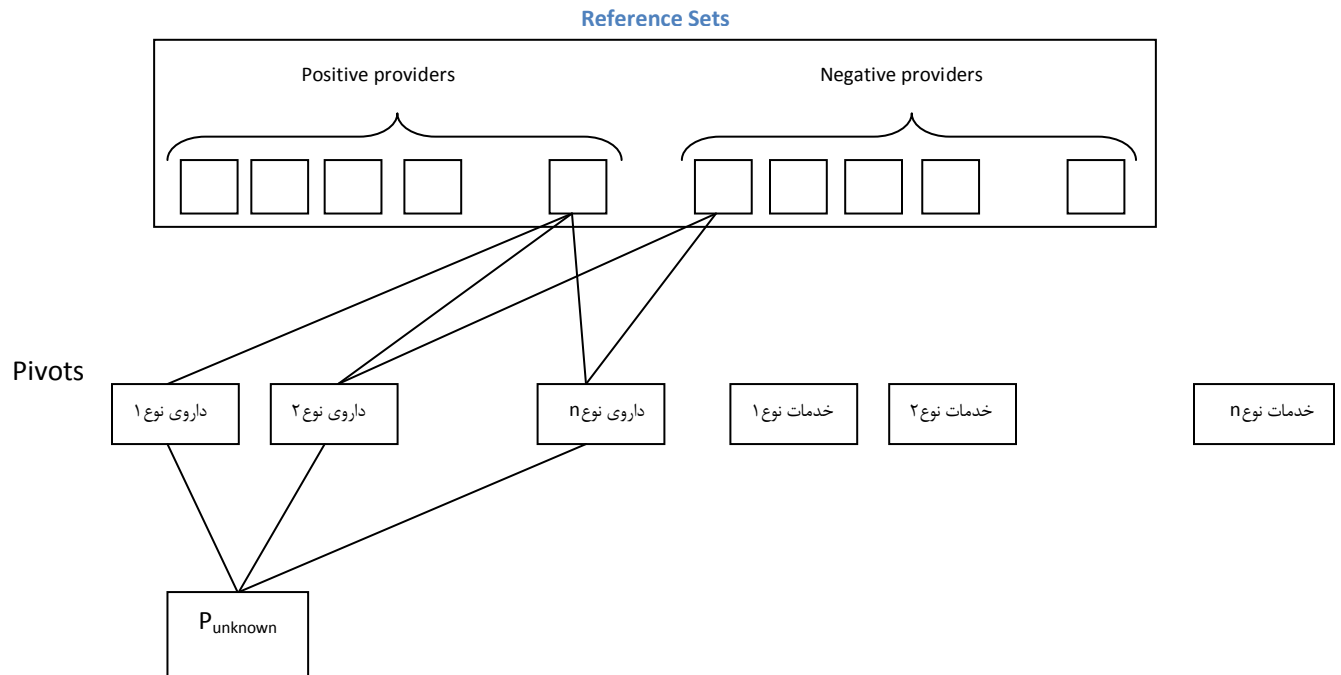 Reference Sets
Positive providers
Negative providers
Pivots
داروی نوع۱
داروی نوع۲
داروی نوعn
خدمات نوع۱
خدمات نوع۲
خدمات نوعn
Punknown